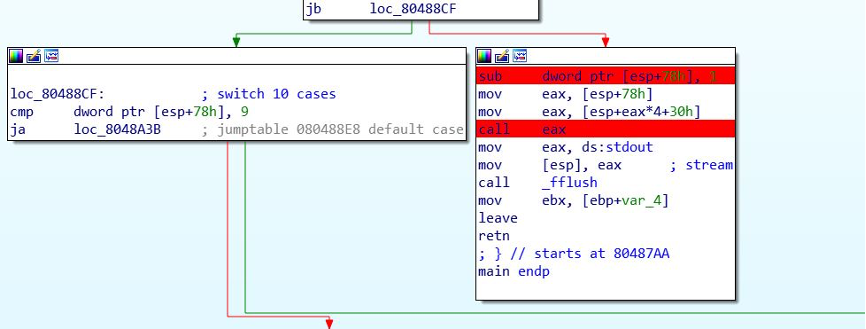 jb      loc_80488CF
loc_80488CF:            ; switch 10 cases
cmp     dword ptr [esp+78h], 9
ja      loc_8048A3B     ; jumptable 080488E8 default case
sub     dword ptr [esp+78h], 1
mov     eax, [esp+78h]
mov     eax, [esp+eax*4+30h]
call    eax
mov     eax, ds:stdout
mov     [esp], eax      ; stream
call    _fflush
mov     ebx, [ebp+var_4]
leave
retn
; } // starts at 80487AA
main endp